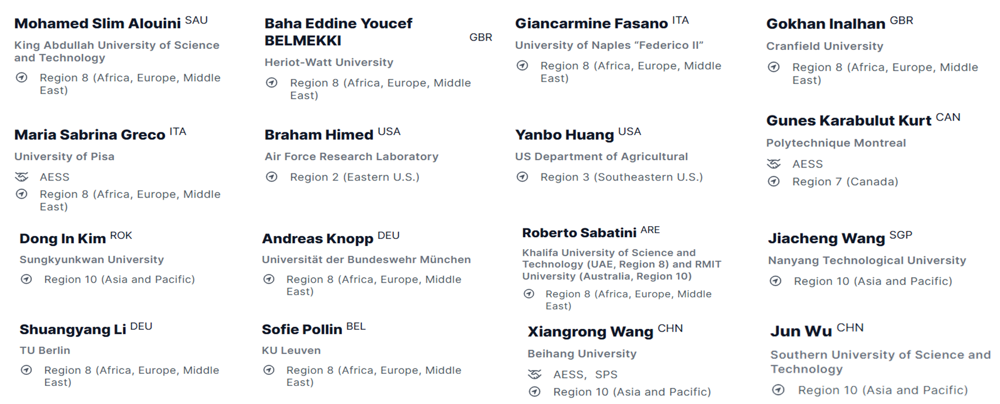 Mohamed Slim Alouini SAU
King Abdullah University of Science
and Technology
Region 8 (Africa, Europe, Middle
East)
Baha Eddine Youcef
BELMEKKI GBR
Heriot-Watt University
Region 8 (Africa, Europe, Middle
East)
Giancarmine Fasano ITA
University of Naples “Federico II”
Region 8 (Africa, Europe, Middle
East)
Gokhan Inalhan GBR
Cranfield University
Region 8 (Africa, Europe, Middle
East)
Maria Sabrina Greco ITA
University of Pisa
AESS
Region 8 (Africa, Europe, Middle
East)
Braham Himed USA
Air Force Research Laboratory
Region 2 (Eastern U.S.)
Yanbo Huang USA
US Department of Agricultural
Region 3 (Southeastern U.S.)
Gunes Karabulut Kurt CAN
Polytechnique Montreal
AESS
Region 7 (Canada)
Dong In Kim ROK
Sungkyunkwan University
Region 10 (Asia and Pacific)
Andreas Knopp DEU
Universität der Bundeswehr München
Region 8 (Africa, Europe, Middle
East)
Roberto Sabatini ARE
Khalifa University of Science and
Technology (UAE, Region 8) and RMIT
University (Australia, Region 10)
Region 8 (Africa, Europe, Middle
East)
Jiacheng Wang SGP
Nanyang Technological University
Region 10 (Asia and Pacific)
Shuangyang Li DEU
TU Berlin
Region 8 (Africa, Europe, Middle
East)
Sofie Pollin BEL
KU Leuven
Region 8 (Africa, Europe, Middle
East)
Xiangrong Wang CHN
Beihang University
AESS, SPS
Region 10 (Asia and Pacific)
Jun Wu CHN
Southern University of Science and
Technology
Region 10 (Asia and Pacific)